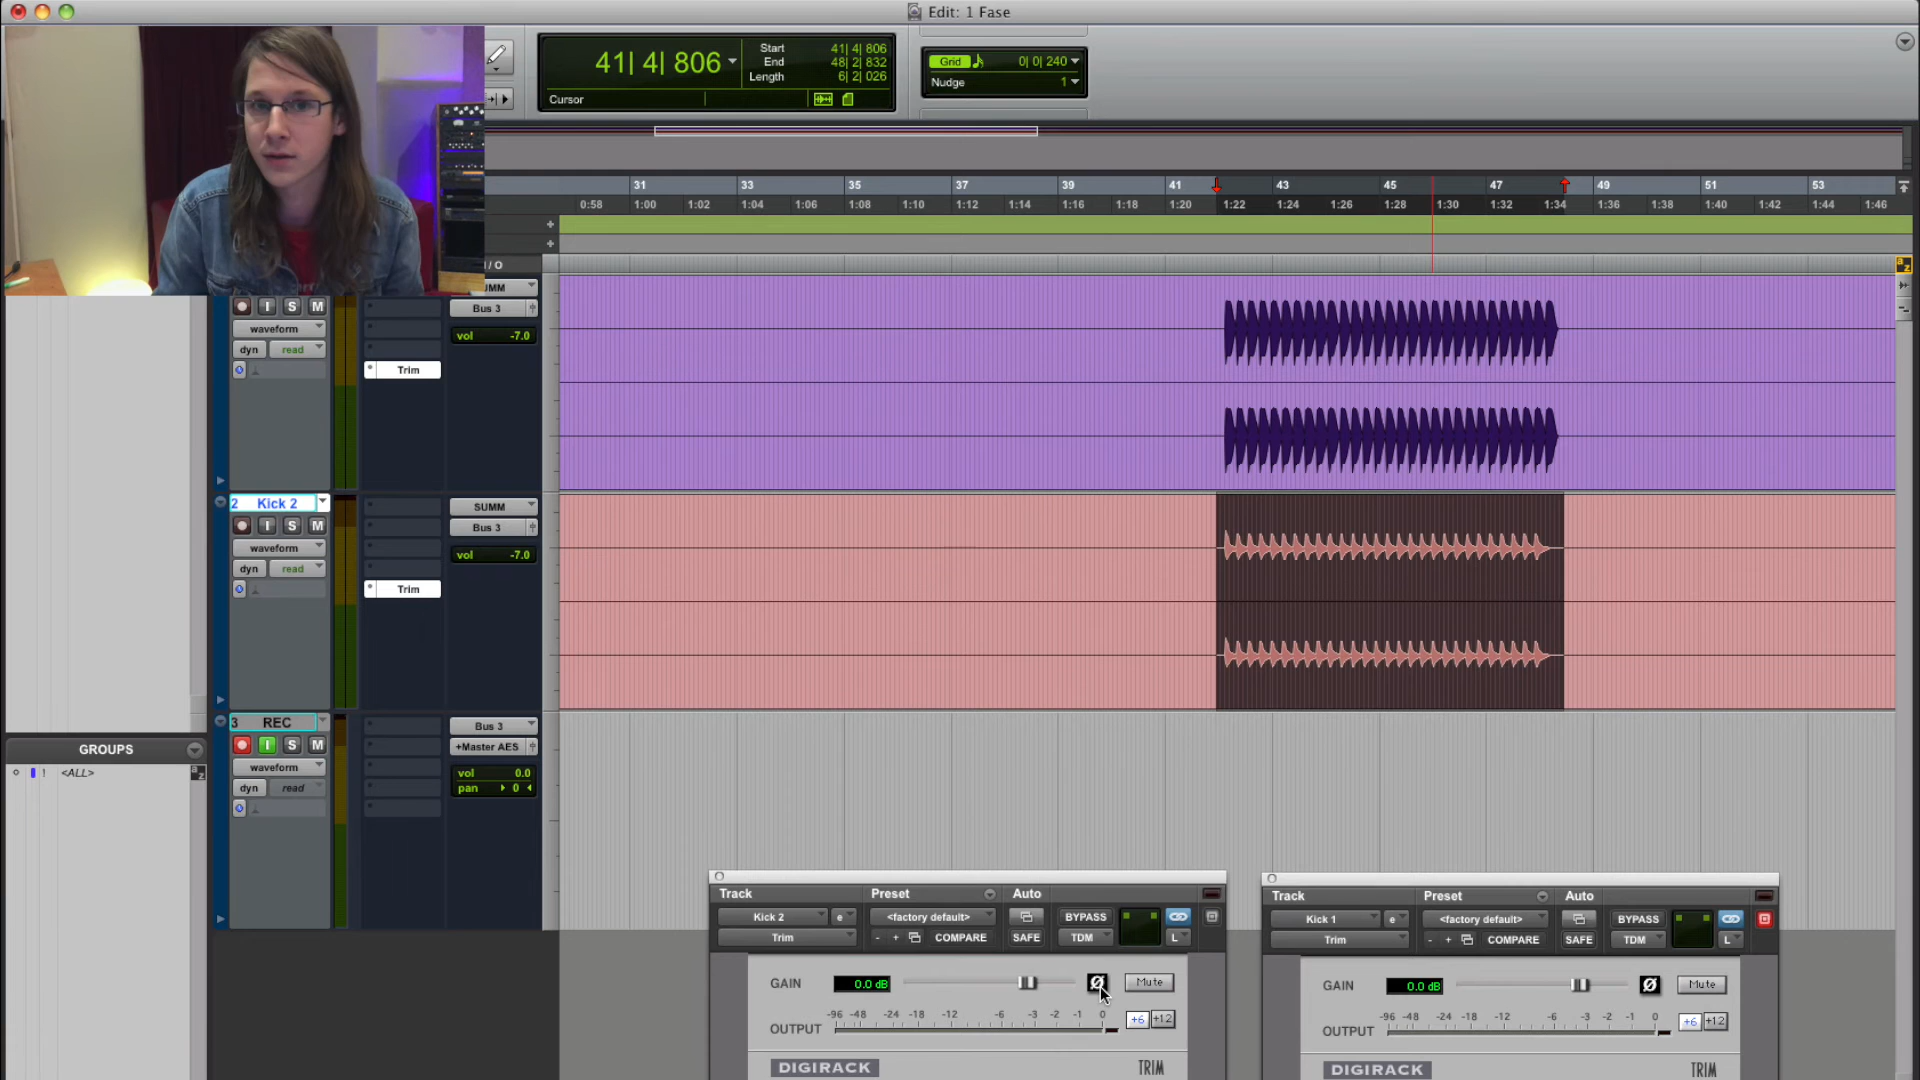 Edit: 1 Fase
41| 4| 806
Start 41| 4| 806
End 48| 2| 832
Length 6| 2| 026
Cursor
Grid 0| 0| 240
Nudge 1
31 33 35 37 39 41 43 45 47 49 51 53
0:58 1:00 1:02 1:04 1:06 1:08 1:10 1:12 1:14 1:16 1:18 1:20 1:22 1:24 1:26 1:28 1:30 1:32 1:34 1:36 1:38 1:40 1:42 1:44 1:46
/ O
UMM
I S M
Bus 3
waveform
vol -7.0
dyn read
Trim
2 Kick 2
SUMM
I S M
Bus 3
waveform
vol -7.0
dyn read
Trim
3 REC
Bus 3
I S M
+Master AES
waveform
vol 0.0
dyn read
pan 0
GROUPS
! <ALL>
a z
Track Preset Auto
Kick 2 e <factory default> BYPASS
Trim - + COMPARE SAFE TDM L
GAIN 0.0 dB Ø Mute
-96 -48 -24 -18 -12 -6 -3 -2 -1 0
OUTPUT +6 +12
DIGIRACK TRIM
Track Preset Auto
Kick 1 e <factory default> BYPASS
Trim - + COMPARE SAFE TDM L
GAIN 0.0 dB Ø Mute
-96 -48 -24 -18 -12 -6 -3 -2 -1 0
OUTPUT +6 +12
DIGIRACK TRIM